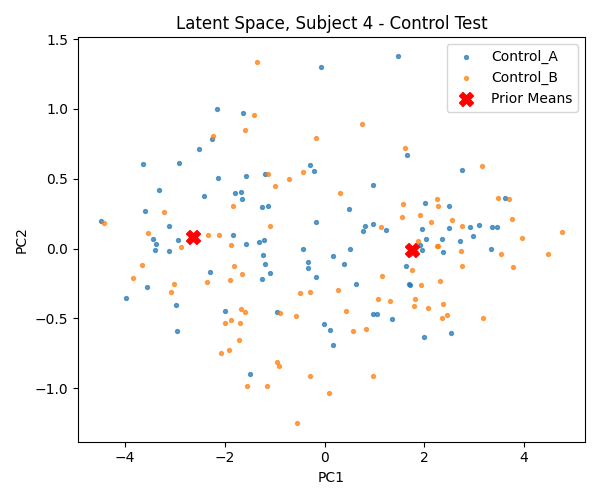 Latent Space, Subject 4 - Control Test
Control_A
Control_B
Prior Means
1.5
1.0
0.5
0.0
−0.5
−1.0
PC2
−4
−2
0
2
4
PC1